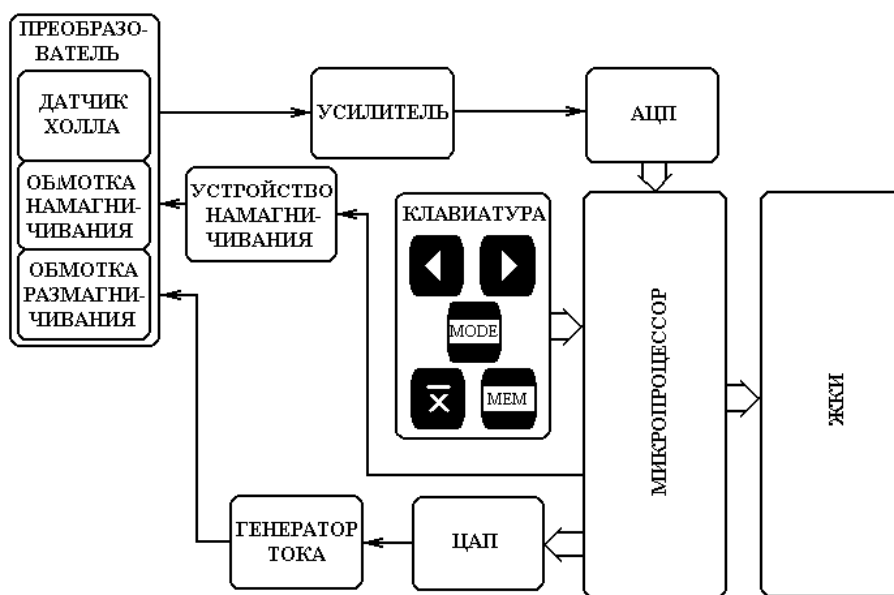 ПРЕОБРАЗО-
ВАТЕЛЬ
ДАТЧИК
ХОЛЛА
ОБМОТКА
НАМАГНИ-
ЧИВАНИЯ
ОБМОТКА
РАЗМАГНИ-
ЧИВАНИЯ
УСИЛИТЕЛЬ
АЦП
УСТРОЙСТВО
НАМАГНИ-
ЧИВАНИЯ
КЛАВИАТУРА
MODE
X̅
MEM
МИКРОПРОЦЕССОР
ЖКИ
ГЕНЕРАТОР
ТОКА
ЦАП